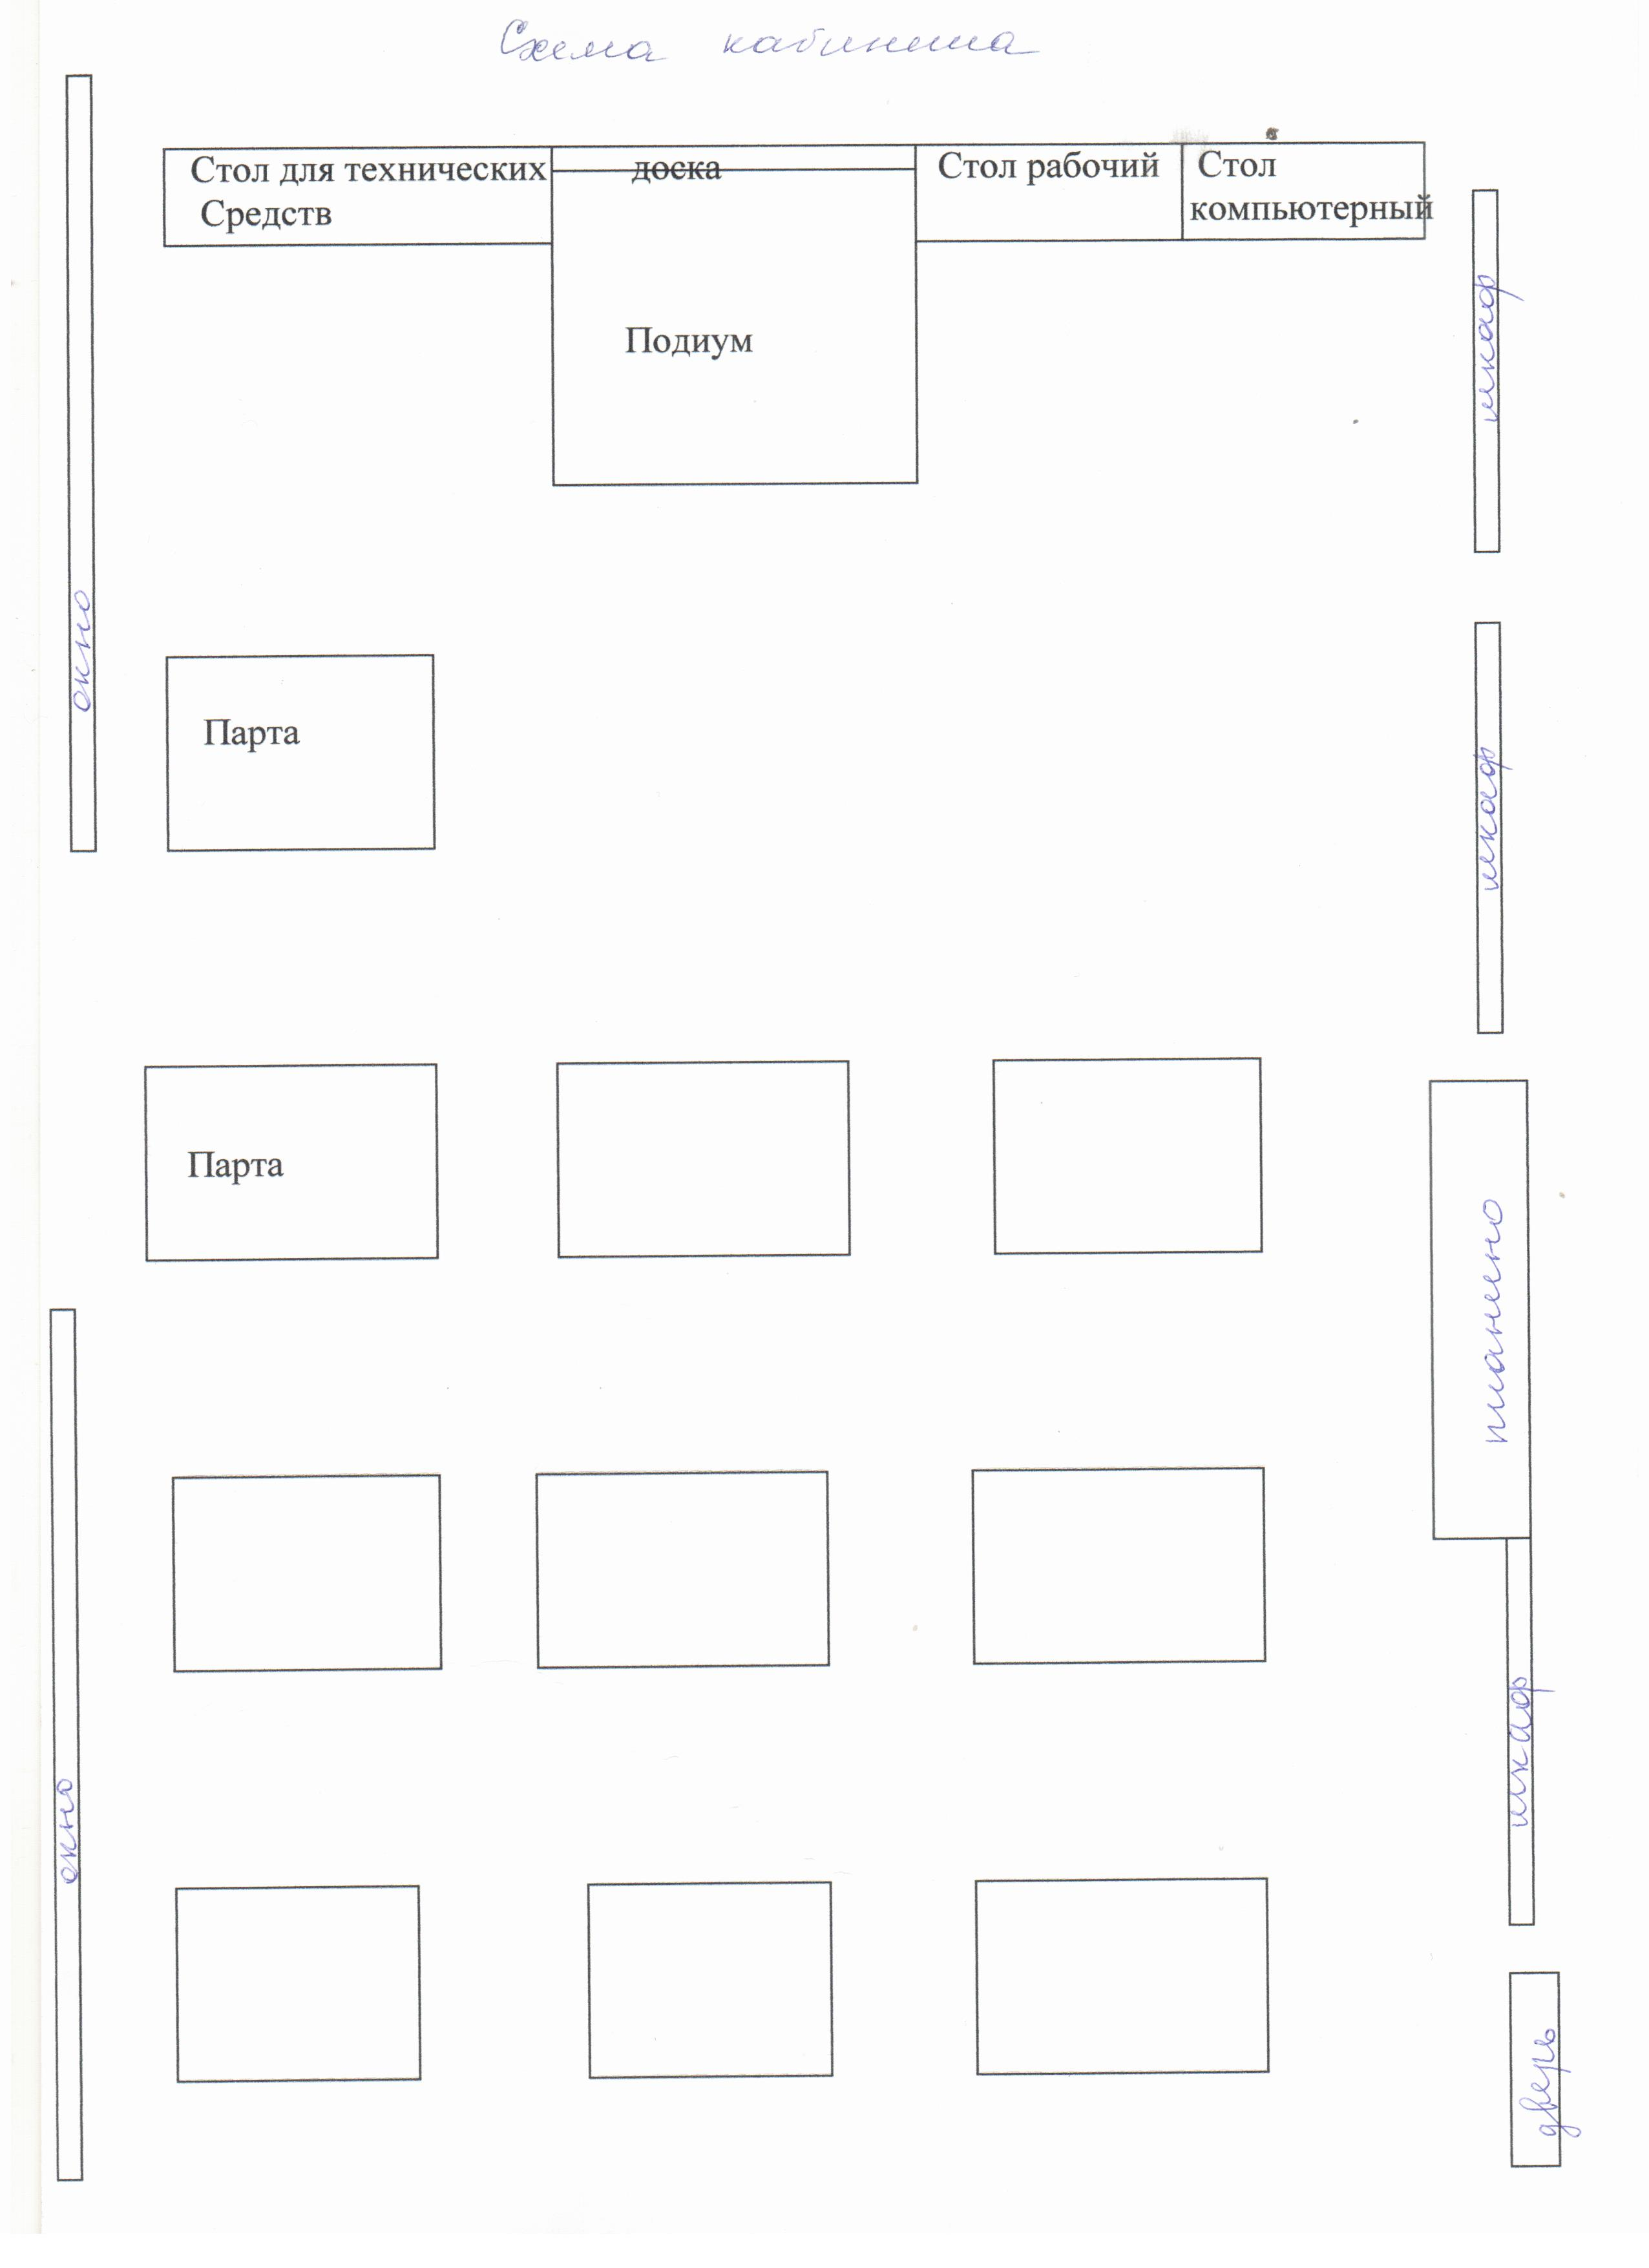 Схема кабинета
Стол для технических
Средств
доска
Стол рабочий
Стол
компьютерный
Подиум
шкаф
окно
Парта
шкаф
Парта
пианино
окно
шкаф
дверь